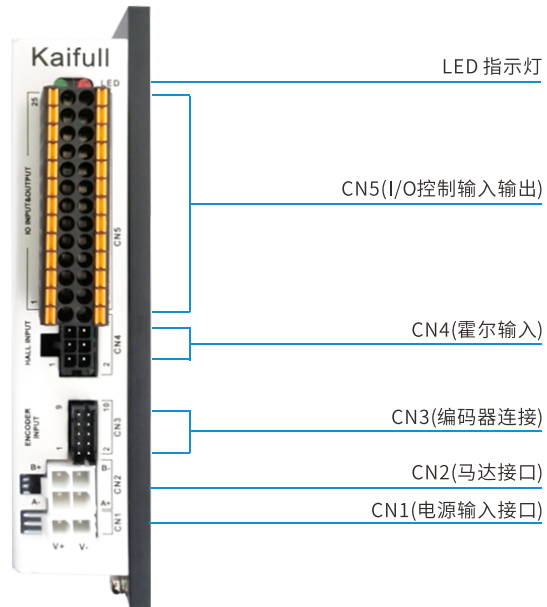 Kaifull
LED
LED 指示灯
25
IO INPUT&OUTPUT
CN5
1
CN5(I/O控制输入输出)
HALL INPUT
CN4
1
2
CN4(霍尔输入)
ENCODER
INPUT
9
10
CN3
1
2
CN3(编码器连接)
B+
B-
CN2
A-
A+
CN2(马达接口)
CN1
V+
V-
CN1(电源输入接口)